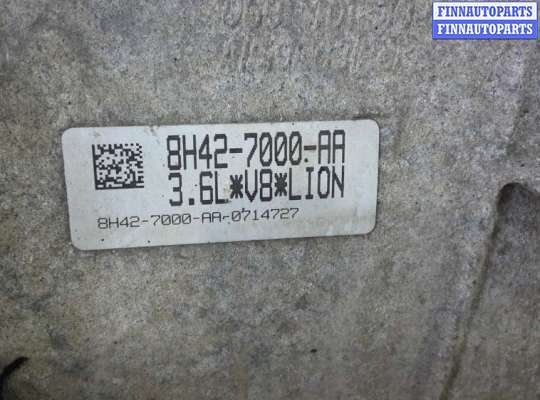 FINNAUTOPARTS
FINNAUTOPARTS
8H42-7000-AA
3.6L*V8*LION
8H42-7000-AA-0714727